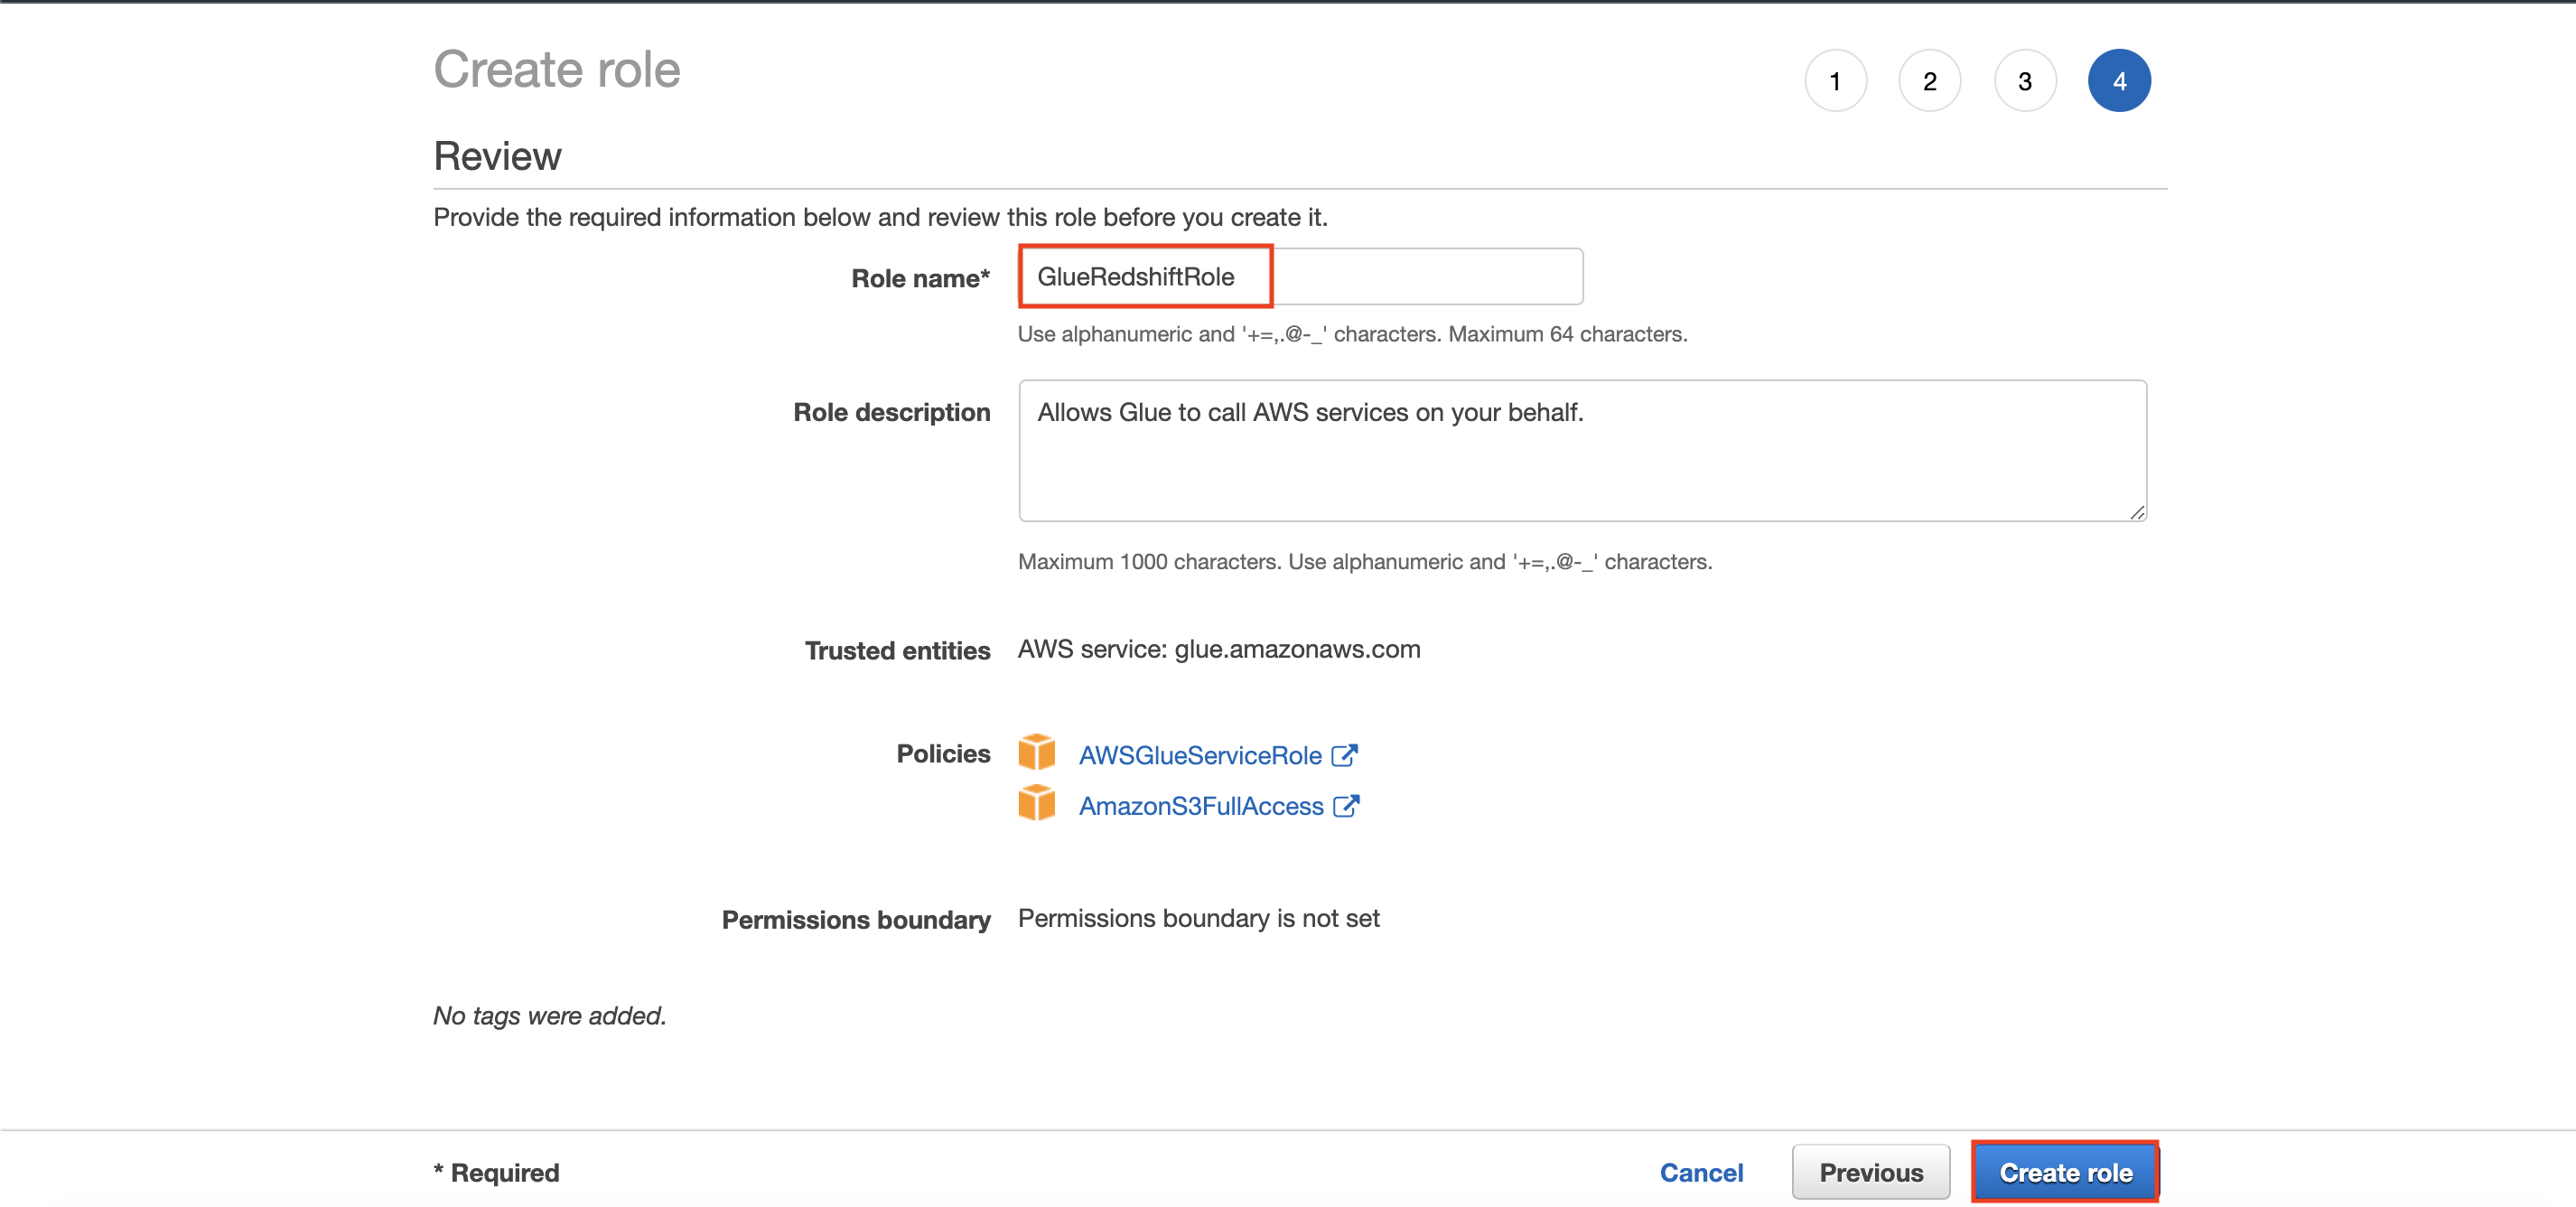 Create role
1 2 3 4
Review
Provide the required information below and review this role before you create it.
Role name* GlueRedshiftRole
Use alphanumeric and '+=,.@-_' characters. Maximum 64 characters.
Role description Allows Glue to call AWS services on your behalf.
Maximum 1000 characters. Use alphanumeric and '+=,.@-_' characters.
Trusted entities AWS service: glue.amazonaws.com
Policies AWSGlueServiceRole
AmazonS3FullAccess
Permissions boundary Permissions boundary is not set
No tags were added.
* Required Cancel Previous Create role